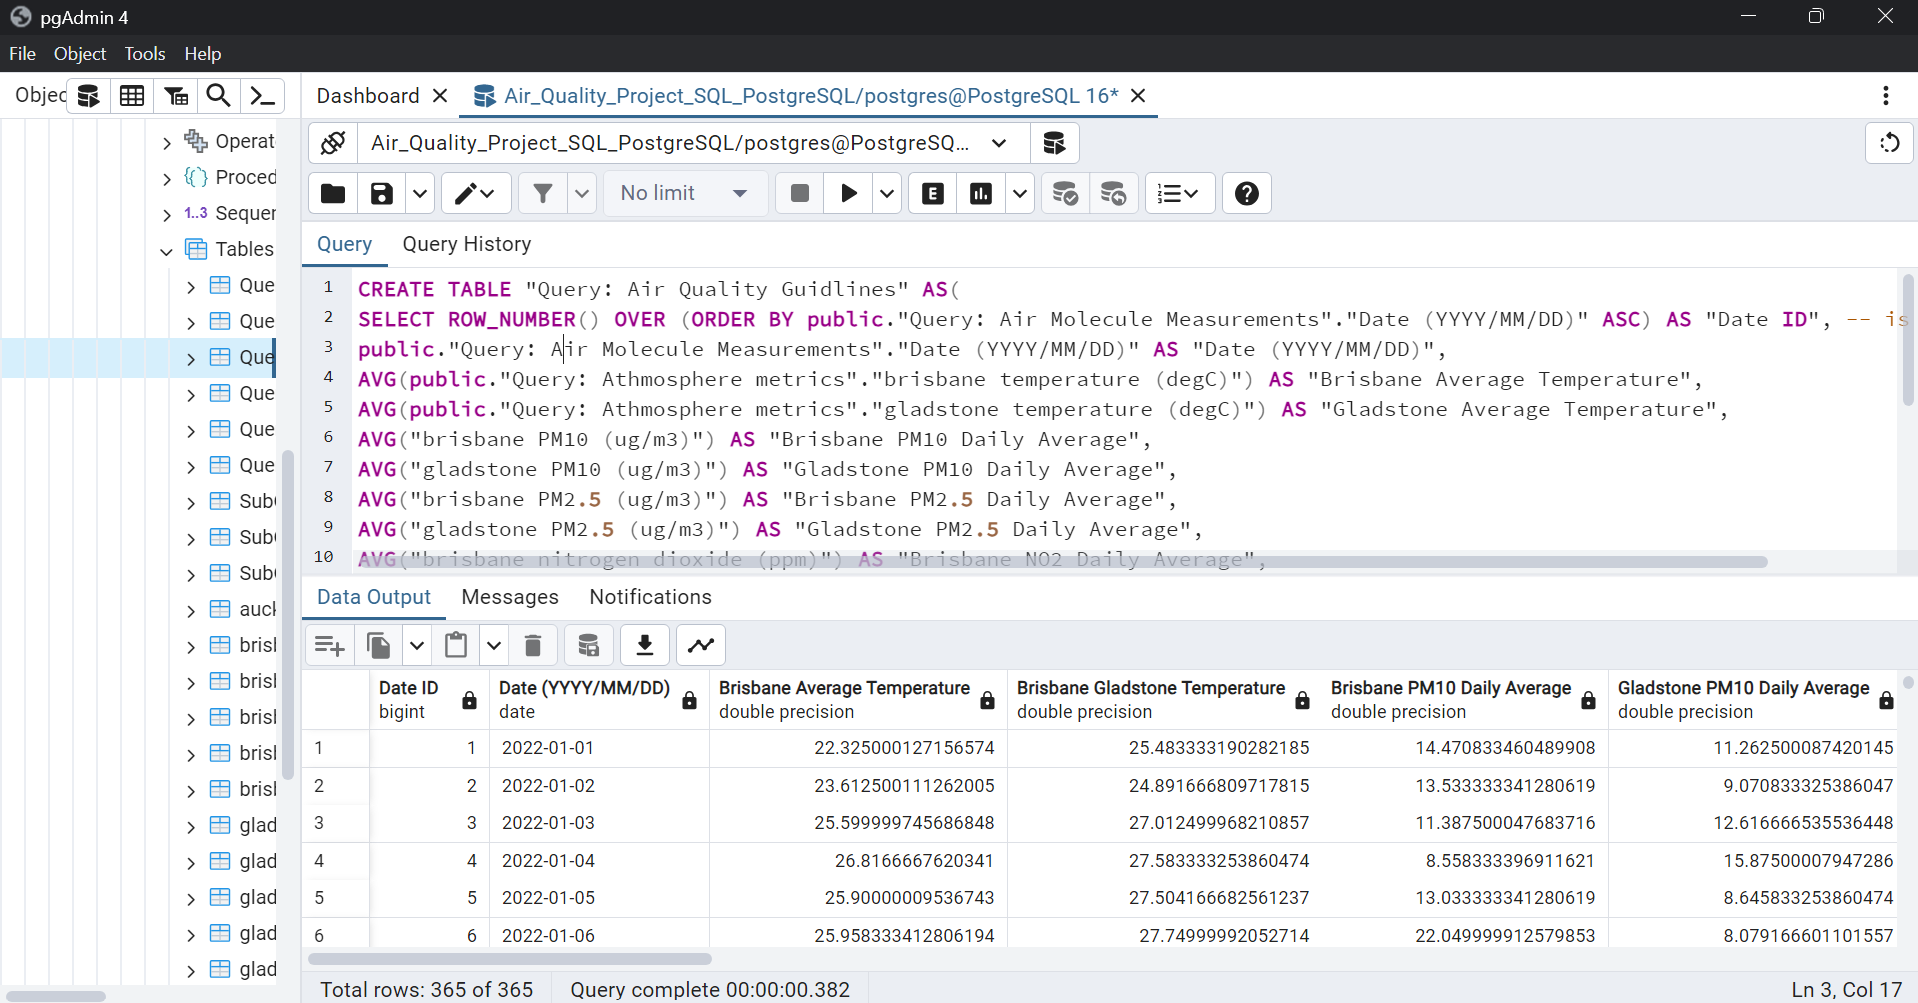 pgAdmin 4
File Object Tools Help
Objec
Dashboard
Air_Quality_Project_SQL_PostgreSQL/postgres@PostgreSQL 16*
Air_Quality_Project_SQL_PostgreSQL/postgres@PostgreSQ...
No limit
E
Operat
Proced
1..3 Sequen
Tables
Que
Que
Que
Que
Que
Que
Sub
Sub
Sub
auck
bris
bris
bris
bris
bris
glad
glad
glad
glad
glad
Query Query History
1 CREATE TABLE "Query: Air Quality Guidlines" AS(
2 SELECT ROW_NUMBER() OVER (ORDER BY public."Query: Air Molecule Measurements"."Date (YYYY/MM/DD)" ASC) AS "Date ID", -- is
3 public."Query: Air Molecule Measurements"."Date (YYYY/MM/DD)" AS "Date (YYYY/MM/DD)",
4 AVG(public."Query: Athmosphere metrics"."brisbane temperature (degC)") AS "Brisbane Average Temperature",
5 AVG(public."Query: Athmosphere metrics"."gladstone temperature (degC)") AS "Gladstone Average Temperature",
6 AVG("brisbane PM10 (ug/m3)") AS "Brisbane PM10 Daily Average",
7 AVG("gladstone PM10 (ug/m3)") AS "Gladstone PM10 Daily Average",
8 AVG("brisbane PM2.5 (ug/m3)") AS "Brisbane PM2.5 Daily Average",
9 AVG("gladstone PM2.5 (ug/m3)") AS "Gladstone PM2.5 Daily Average",
10 AVG("brisbane nitrogen dioxide (ppm)") AS "Brisbane NO2 Daily Average",
Data Output Messages Notifications
Date ID Date (YYYY/MM/DD) Brisbane Average Temperature Brisbane Gladstone Temperature Brisbane PM10 Daily Average Gladstone PM10 Daily Average
bigint date double precision double precision double precision double precision
1 1 2022-01-01 22.325000127156574 25.483333190282185 14.470833460489908 11.262500087420145
2 2 2022-01-02 23.612500111262005 24.891666809717815 13.533333341280619 9.070833325386047
3 3 2022-01-03 25.599999745686848 27.012499968210857 11.387500047683716 12.616666535536448
4 4 2022-01-04 26.8166667620341 27.583333253860474 8.558333396911621 15.87500007947286
5 5 2022-01-05 25.90000009536743 27.504166682561237 13.033333341280619 8.645833253860474
6 6 2022-01-06 25.958333412806194 27.74999992052714 22.049999912579853 8.079166601101557
Total rows: 365 of 365 Query complete 00:00:00.382 Ln 3, Col 17